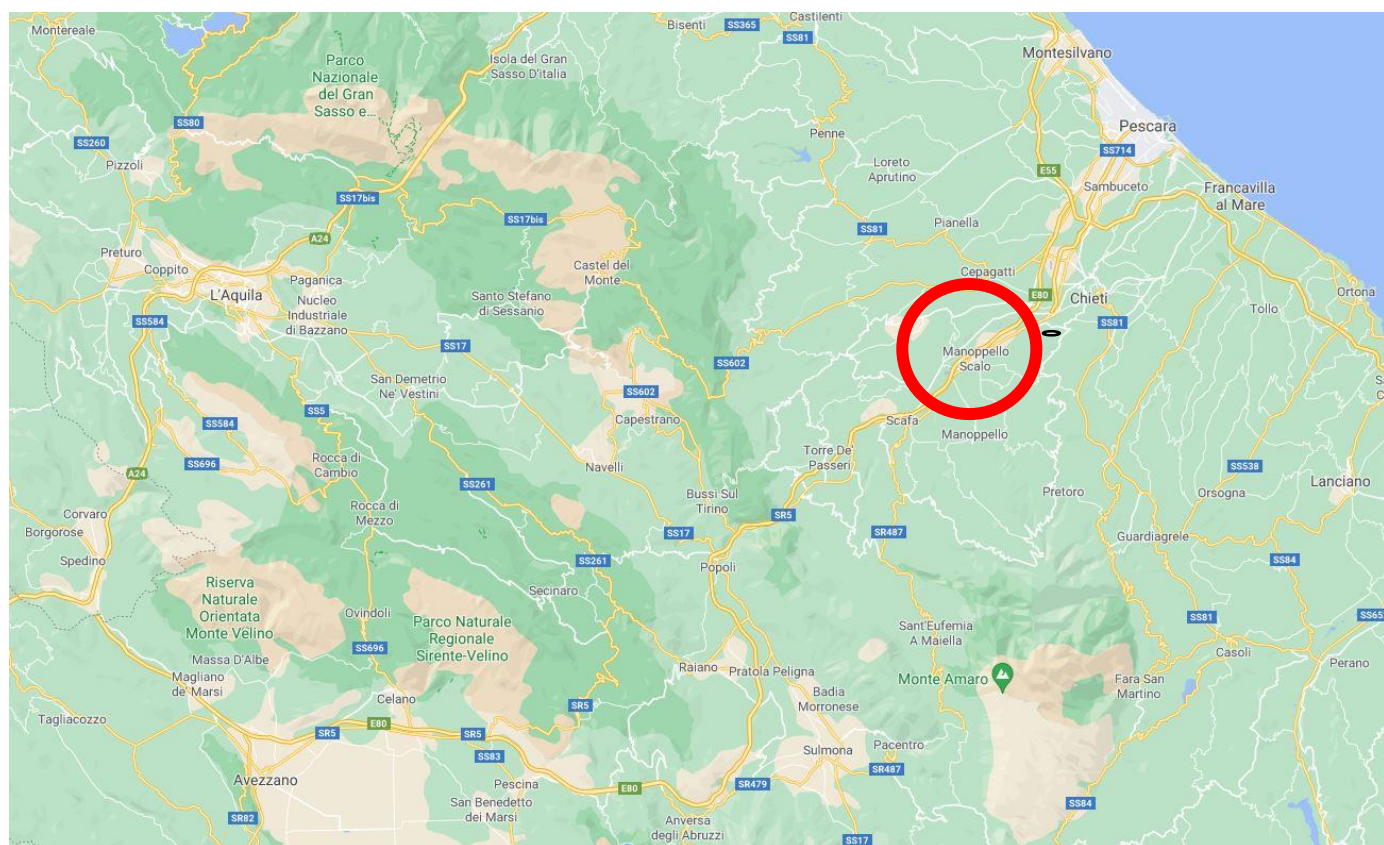 Montereale
Bisenti
SS365
Castilenti
SS81
Montesilvano
Parco
Nazionale
del Gran
Sasso e...
Isola del Gran
Sasso D'italia
SS80
SS260
Pizzoli
Penne
Pescara
SS714
Loreto
Aprutino
E55
Sambuceto
Francavilla
al Mare
SS17bis
SS17bis
Pianella
SS81
A24
Preturo
Coppito
Paganica
Castel del
Monte
Cepagatti
L'Aquila
Nucleo
Industriale
di Bazzano
Santo Stefano
di Sessanio
E80
Chieti
Ortona
Tollo
SS584
SS81
SS17
Manoppello
Scalo
SS602
San Demetrio
Ne' Vestini
SS602
SS5
Capestrano
Scafa
SS584
Manoppello
Rocca di
Cambio
SS696
Torre De'
Passeri
A24
Navelli
SS538
Lanciano
SS261
Bussi Sul
Tirino
Pretoro
Orsogna
Rocca di
Mezzo
Corvaro
Borgorose
SR5
SR487
SS17
Guardiagrele
Spedino
SS261
Popoli
SS84
Riserva
Naturale
Orientata
Monte Velino
Secinaro
Ovindoli
Parco Naturale
Regionale
Sirente-Velino
Sant'Eufemia
A Maiella
SS81
SS696
Casoli
Massa D'Albe
Magliano
de' Marsi
Raiano
Pratola Peligna
Monte Amaro
Fara San
Martino
Perano
Badia
Morronese
Celano
SR5
Tagliacozzo
E80
SR5
SR5
SS83
Sulmona
Pacentro
SR487
Avezzano
Pescina
E80
SR479
San Benedetto
dei Marsi
SS84
SR82
Anversa
degli Abruzzi
SS17